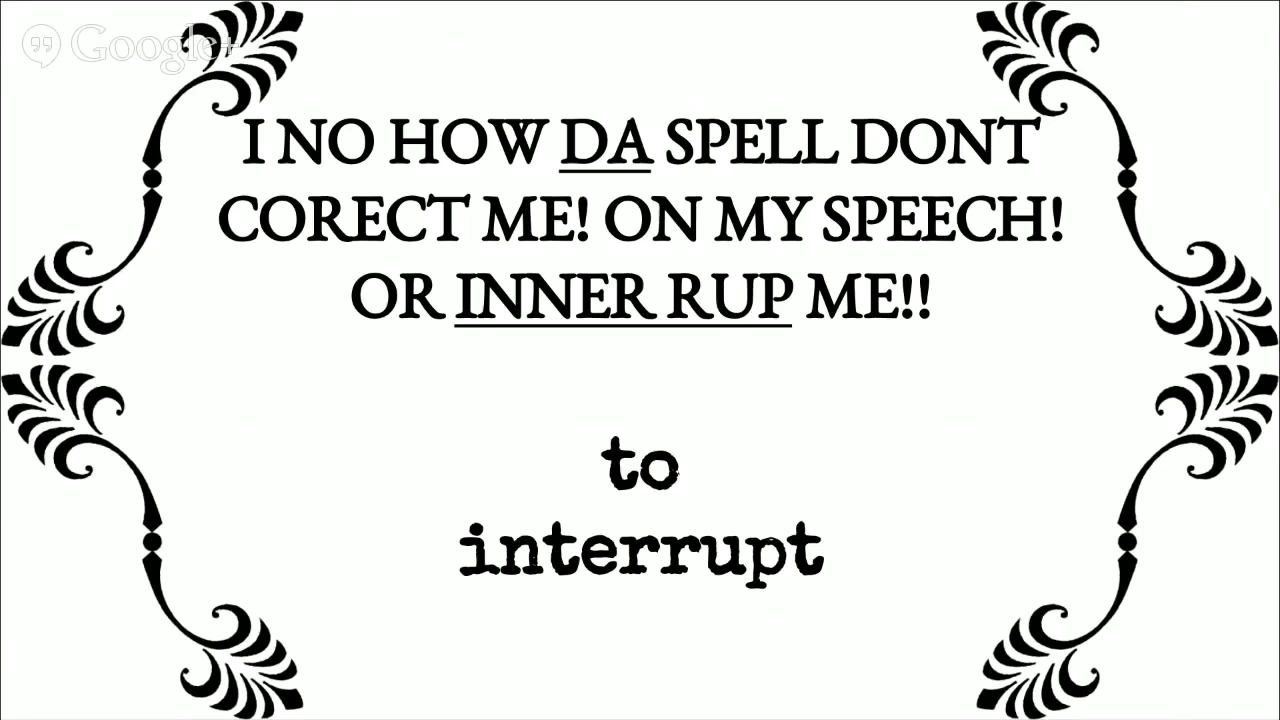 Google+
I NO HOW DA SPELL DONT
CORECT ME! ON MY SPEECH!
OR INNER RUP ME!!
to
interrupt